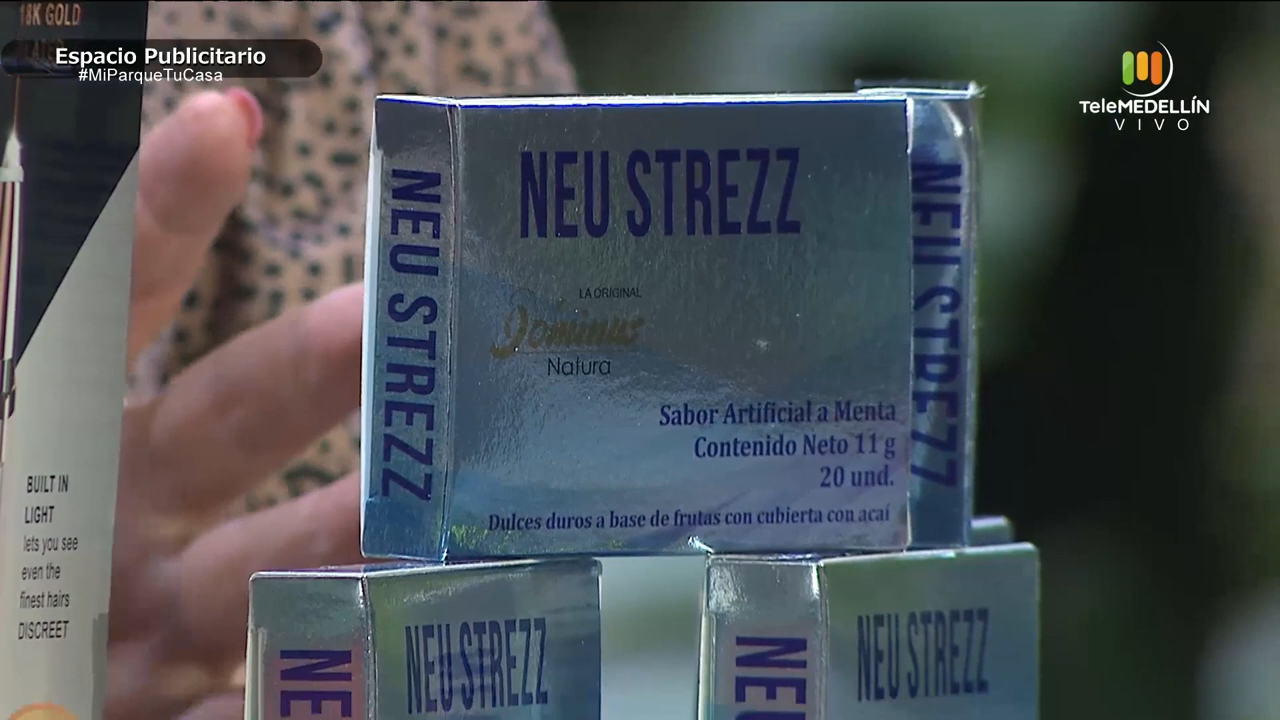 18K GOLD
Espacio Publicitario
#MiParqueTuCasa
TeleMEDELLÍN
VIVO
NEU STREZZ
NEU STREZZ
NEU STREZZ
LA ORIGINAL
Dominus
Natura
Sabor Artificial a Menta
Contenido Neto 11 g
20 und.
Dulces duros a base de frutas con cubierta con acaí
BUILT IN
LIGHT
lets you see
even the
finest hairs
DISCREET
NE
NEU STREZZ
NEU
NEU STREZZ